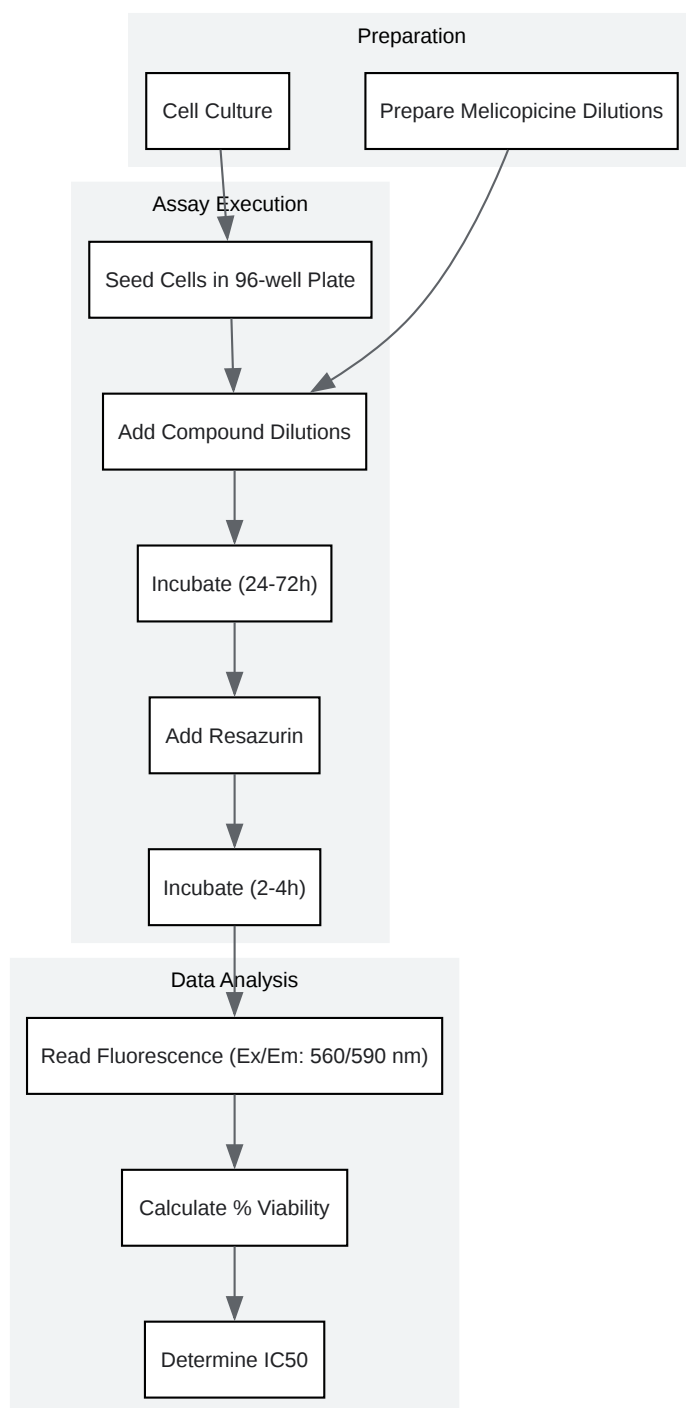 Preparation
Cell Culture
Prepare Melicopicine Dilutions
Assay Execution
Seed Cells in 96-well Plate
Add Compound Dilutions
Incubate (24-72h)
Add Resazurin
Incubate (2-4h)
Data Analysis
Read Fluorescence (Ex/Em: 560/590 nm)
Calculate % Viability
Determine IC50